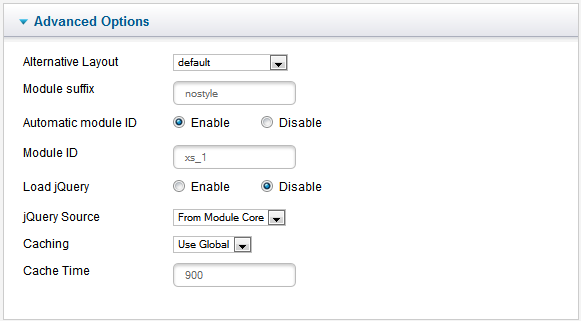 Advanced Options
Alternative Layout default
Module suffix nostyle
Automatic module ID Enable Disable
Module ID xs_1
Load jQuery Enable Disable
jQuery Source From Module Core
Caching Use Global
Cache Time 900